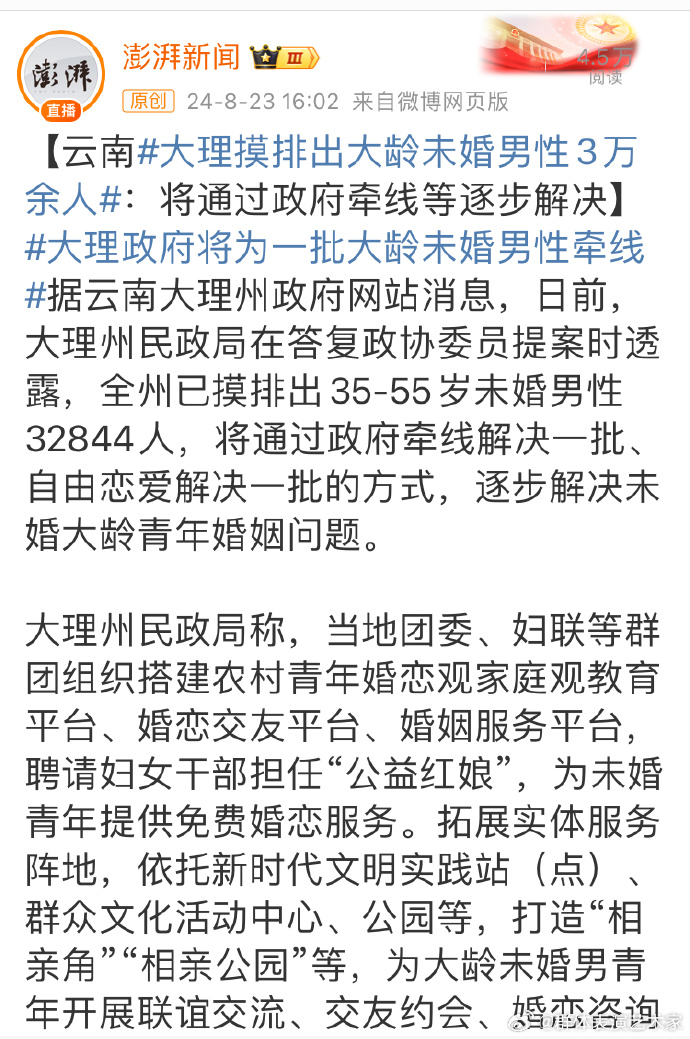 澎湃
直播
澎湃新闻
III
4.5万
阅读
原创 24-8-23 16:02 来自微博网页版
【云南#大理摸排出大龄未婚男性3万
余人#：将通过政府牵线等逐步解决】
#大理政府将为一批大龄未婚男性牵线
#据云南大理州政府网站消息，日前，
大理州民政局在答复政协委员提案时透
露，全州已摸排出35-55岁未婚男性
32844人，将通过政府牵线解决一批、
自由恋爱解决一批的方式，逐步解决未
婚大龄青年婚姻问题。
大理州民政局称，当地团委、妇联等群
团组织搭建农村青年婚恋观家庭观教育
平台、婚恋交友平台、婚姻服务平台，
聘请妇女干部担任“公益红娘”，为未婚
青年提供免费婚恋服务。拓展实体服务
阵地，依托新时代文明实践站（点）、
群众文化活动中心、公园等，打造“相
亲角”“相亲公园”等，为大龄未婚男青
年开展联谊交流、交友约会、婚恋咨询